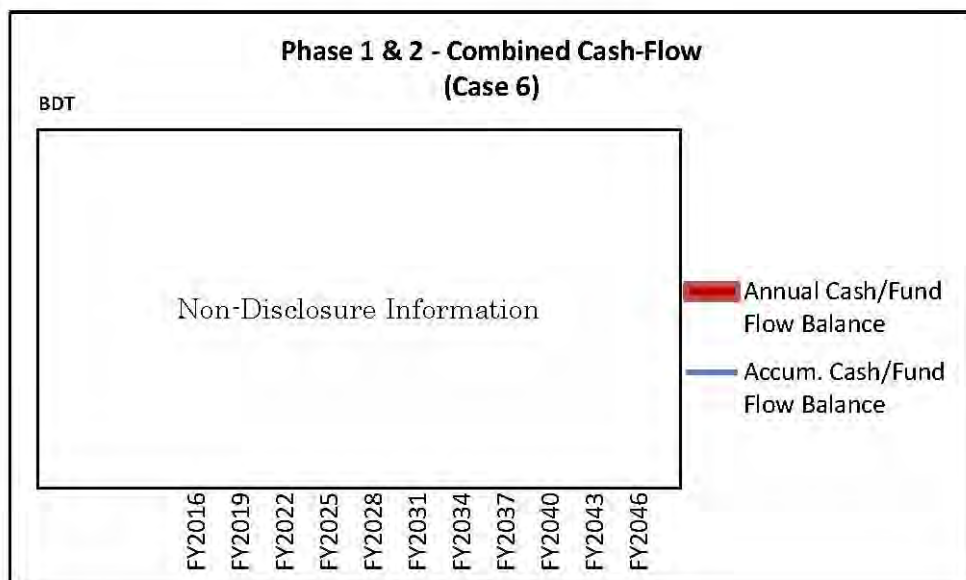 Phase 1 & 2 - Combined Cash-Flow
(Case 6)
BDT
Non-Disclosure Information
Annual Cash/Fund
Flow Balance
Accum. Cash/Fund
Flow Balance
FY2016
FY2019
FY2022
FY2025
FY2028
FY2031
FY2034
FY2037
FY2040
FY2043
FY2046